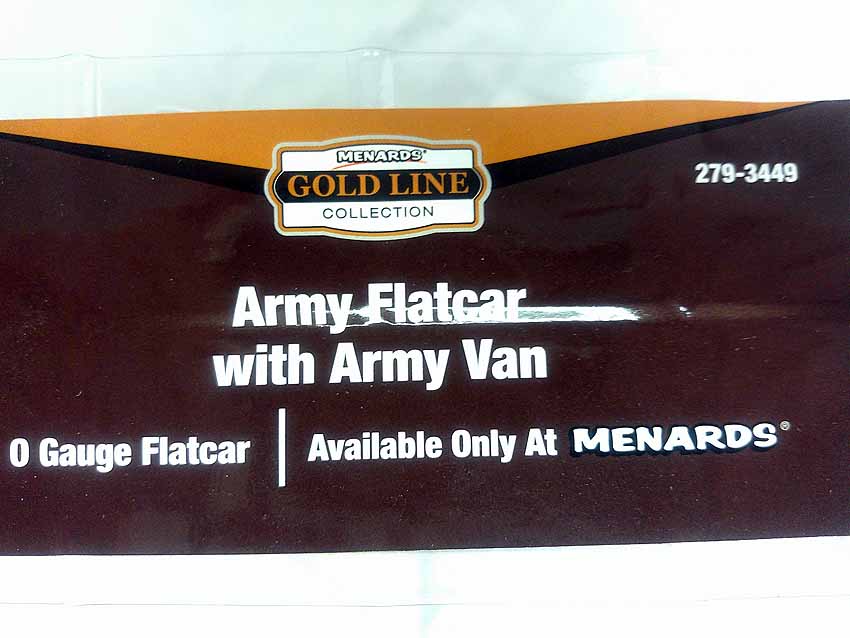 MENARDS®
GOLD LINE
COLLECTION
279-3449
Army Flatcar
with Army Van
O Gauge Flatcar
Available Only At MENARDS®